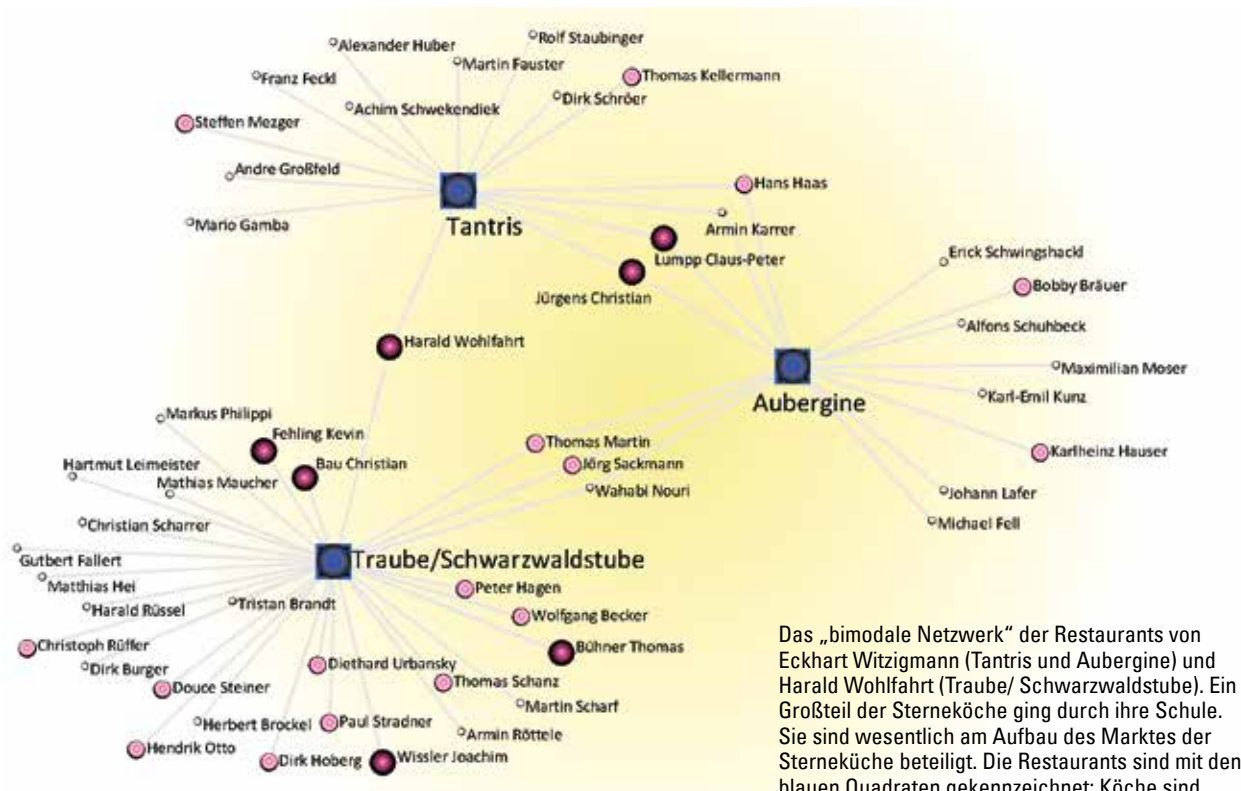 Rolf Staubinger
Alexander Huber
Martin Fauster
Thomas Kellermann
Franz Feckl
Dirk Schröer
Achim Schwekendiek
Steffen Mezger
Andre Großfeld
Hans Haas
Mario Gamba
Tantris
Armin Karrer
Lumpp Claus-Peter
Erick Schwingshackl
Bobby Bräuer
Jürgens Christian
Alfons Schuhbeck
Harald Wohlfahrt
Maximilian Moser
Karl-Emil Kunz
Aubergine
Markus Philippi
Fehling Kevin
Thomas Martin
Karlheinz Hauser
Hartmut Leimeister
Bau Christian
Jörg Sackmann
Mathias Maucher
Wahabi Nouri
Johann Lafer
Christian Scharrer
Michael Fell
Gutbert Fallert
Traube/Schwarzwaldstube
Matthias Hei
Peter Hagen
Harald Rüssel
Tristan Brandt
Wolfgang Becker
Christoph Rüffer
Bühner Thomas
Dirk Burger
Diethard Urbansky
Douce Steiner
Thomas Schanz
Martin Scharf
Herbert Brockel
Paul Stradner
Armin Röttele
Hendrik Otto
Dirk Hoberg
Wissler Joachim
Das „bimodale Netzwerk“ der Restaurants von
Eckhart Witzigmann (Tantris und Aubergine) und
Harald Wohlfahrt (Traube/ Schwarzwaldstube). Ein
Großteil der Sterneköche ging durch ihre Schule.
Sie sind wesentlich am Aufbau des Marktes der
Sterneküche beteiligt. Die Restaurants sind mit den
blauen Quadraten gekennzeichnet; Köche sind